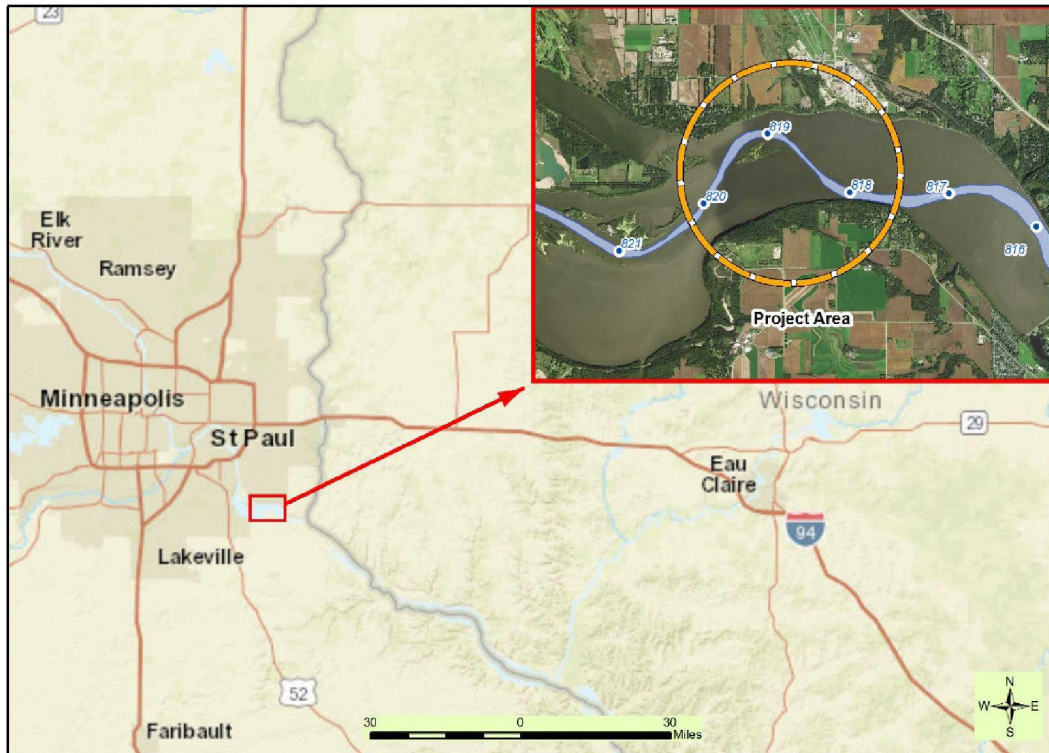 23
819
820
818
817
821
816
Project Area
Elk
River
Ramsey
Minneapolis
St Paul
Wisconsin
29
Eau
Claire
94
Lakeville
52
Faribault
30
0
30
Miles
N
W
E
S